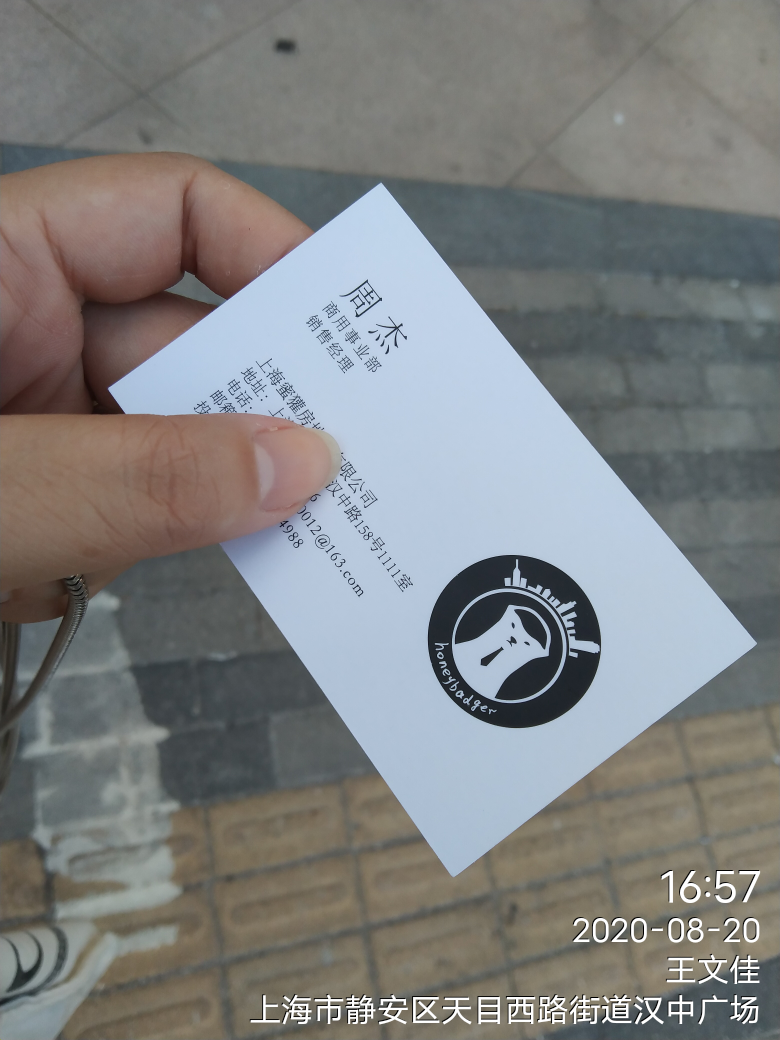 周杰
商用事业部
销售经理
上海蜜獾房 有限公司
地址：上 汉中路158号1111室
电话： 6
邮箱 0012@163.com
投 4988
honeybadger
16:57
2020-08-20
王文佳
上海市静安区天目西路街道汉中广场